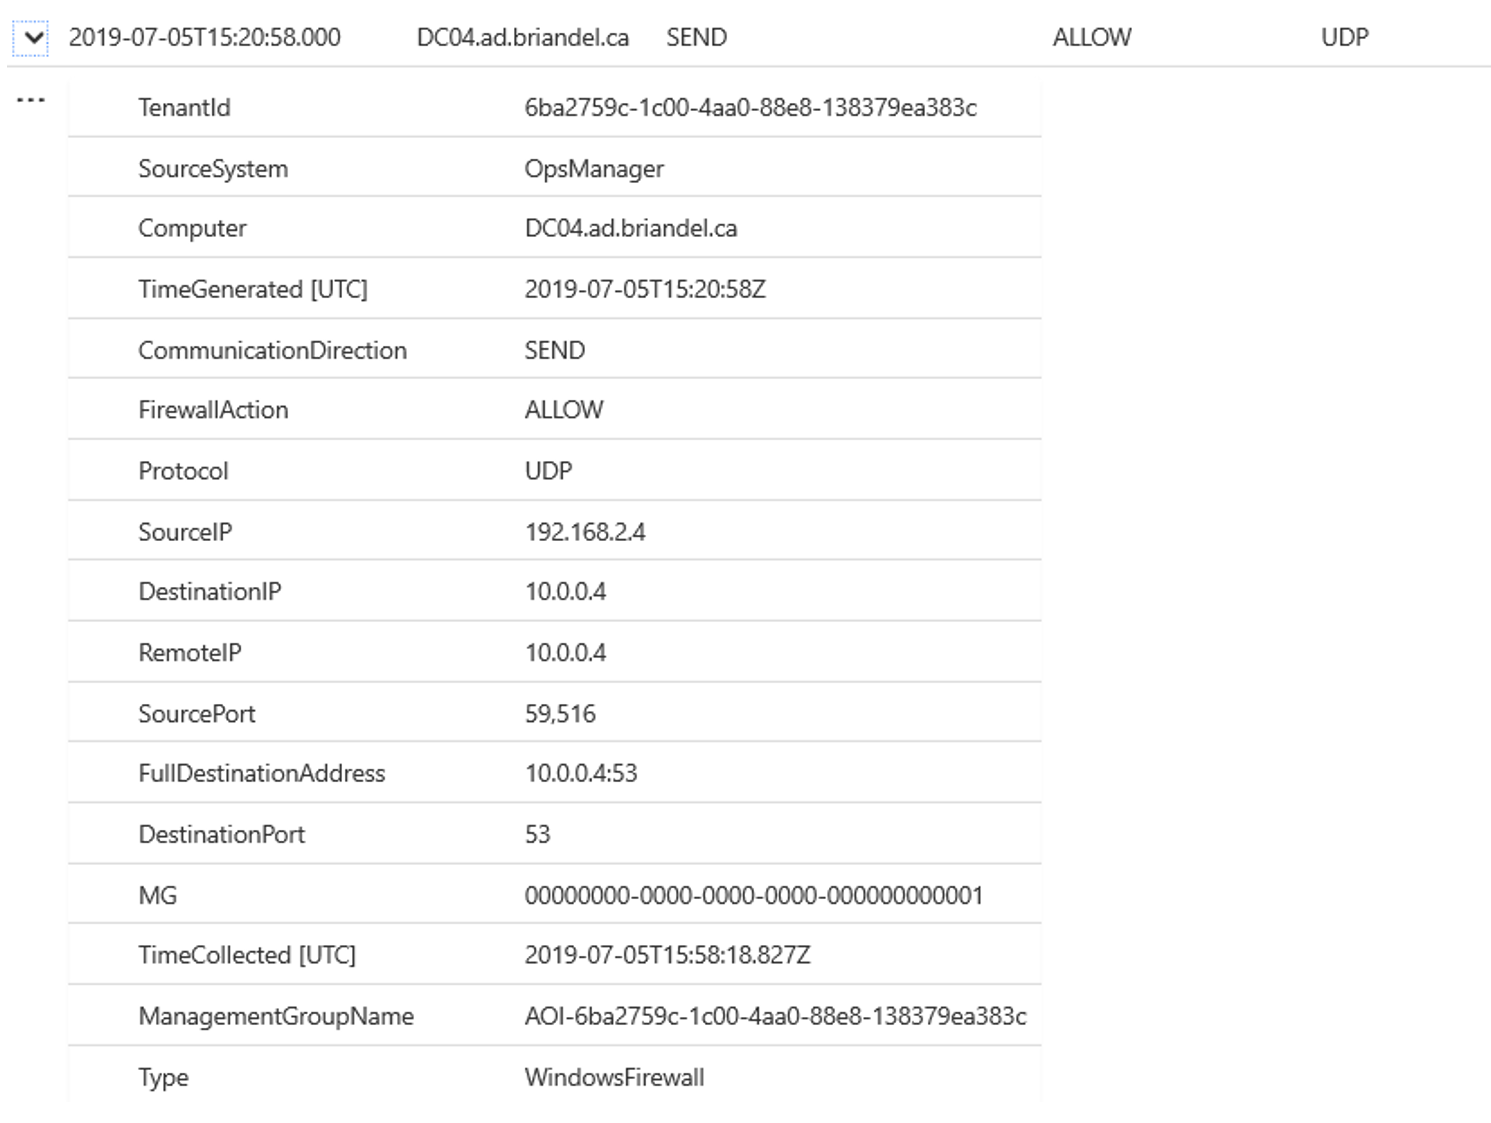 2019-07-05T15:20:58.000 DC04.ad.briandel.ca SEND ALLOW UDP
TenantId 6ba2759c-1c00-4aa0-88e8-138379ea383c
SourceSystem OpsManager
Computer DC04.ad.briandel.ca
TimeGenerated [UTC] 2019-07-05T15:20:58Z
CommunicationDirection SEND
FirewallAction ALLOW
Protocol UDP
SourceIP 192.168.2.4
DestinationIP 10.0.0.4
RemoteIP 10.0.0.4
SourcePort 59,516
FullDestinationAddress 10.0.0.4:53
DestinationPort 53
MG 00000000-0000-0000-0000-000000000001
TimeCollected [UTC] 2019-07-05T15:58:18.827Z
ManagementGroupName AOI-6ba2759c-1c00-4aa0-88e8-138379ea383c
Type WindowsFirewall